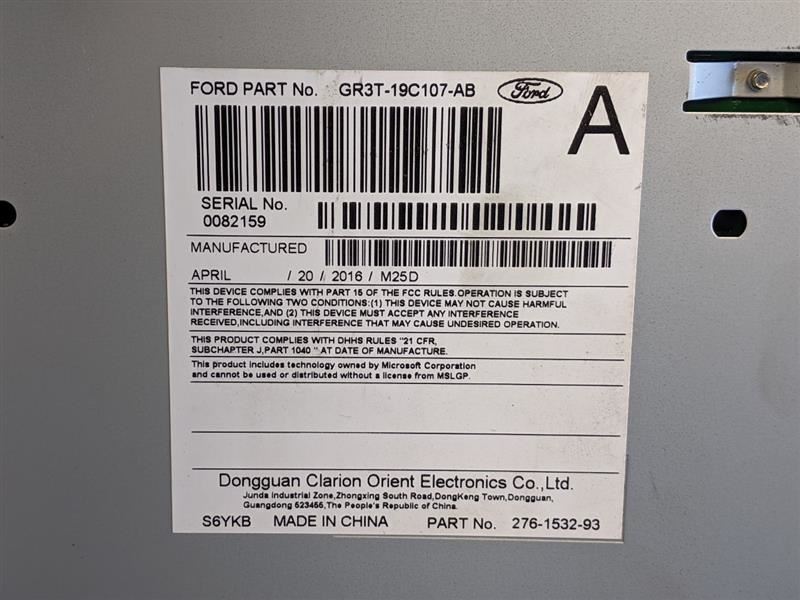 FORD PART No. GR3T-19C107-AB Ford
A
SERIAL No.
0082159
MANUFACTURED
APRIL / 20 / 2016 / M25D
THIS DEVICE COMPLIES WITH PART 15 OF THE FCC RULES.OPERATION IS SUBJECT
TO THE FOLLOWING TWO CONDITIONS:(1) THIS DEVICE MAY NOT CAUSE HARMFUL
INTERFERENCE,AND (2) THIS DEVICE MUST ACCEPT ANY INTERFERENCE
RECEIVED,INCLUDING INTERFERENCE THAT MAY CAUSE UNDESIRED OPERATION.
THIS PRODUCT COMPLIES WITH DHHS RULES "21 CFR,
SUBCHAPTER J,PART 1040 " AT DATE OF MANUFACTURE.
This product includes technology owned by Microsoft Corporation
and cannot be used or distributed without a license from MSLGP.
Dongguan Clarion Orient Electronics Co.,Ltd.
Junda Industrial Zone,Zhongxing South Road,DongKeng Town,Dongguan,
Guangdong 523455,The People's Republic of China.
S6YKB MADE IN CHINA PART No. 276-1532-93